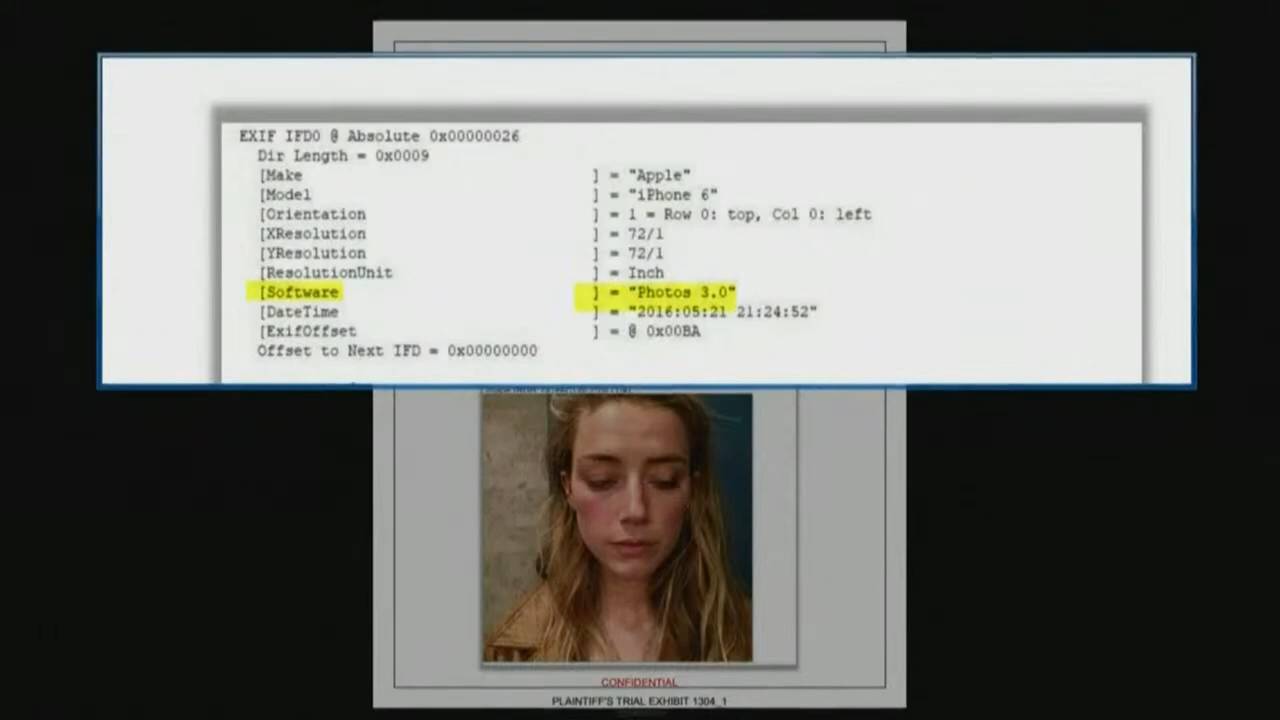 EXIF IFD0 @ Absolute 0x00000026
Dir Length = 0x0009
[Make ] = "Apple"
[Model ] = "iPhone 6"
[Orientation ] = 1 = Row 0: top, Col 0: left
[XResolution ] = 72/1
[YResolution ] = 72/1
[ResolutionUnit ] = Inch
[Software ] = "Photos 3.0"
[DateTime ] = "2016:05:21 21:24:52"
[ExifOffset ] = @ 0x00BA
Offset to Next IFD = 0x00000000
CONFIDENTIAL
PLAINTIFF'S TRIAL EXHIBIT 1304_1